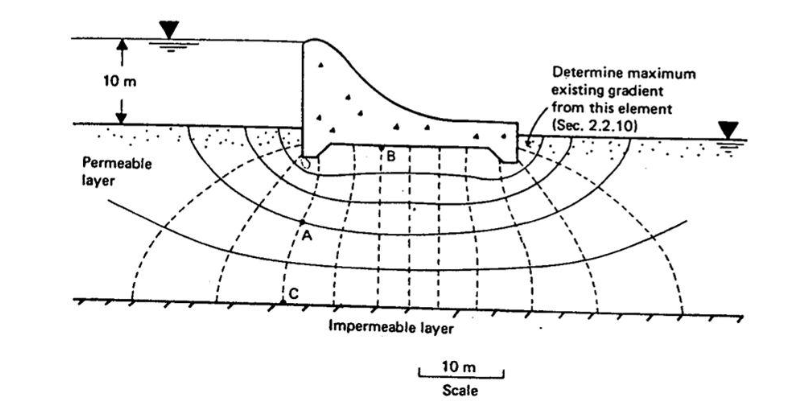 10 m
Determine maximum
existing gradient
from this element
(Sec. 2.2.10)
B
Permeable
layer
A
C
Impermeable layer
10 m
Scale